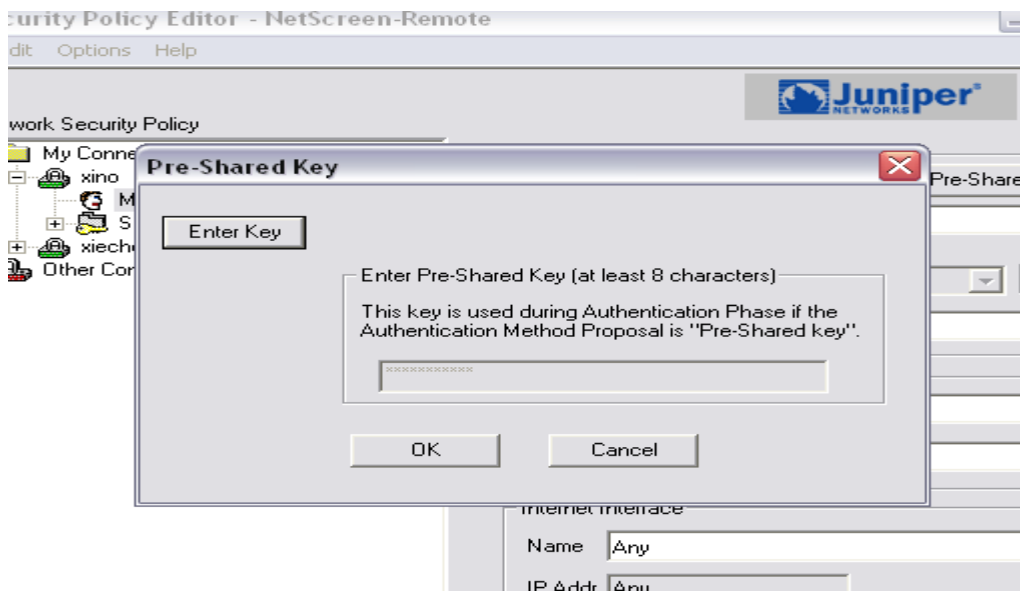 curity Policy Editor - NetScreen-Remote
dit Options Help
Juniper
NETWORKS
work Security Policy
My Conne
xino
M
S
xiech
Other Cor
Pre-Shared Key
Pre-Share
Enter Key
Enter Pre-Shared Key (at least 8 characters)
This key is used during Authentication Phase if the
Authentication Method Proposal is "Pre-Shared key".
***********
OK Cancel
Internet Interface
Name Any
IP Addr Any